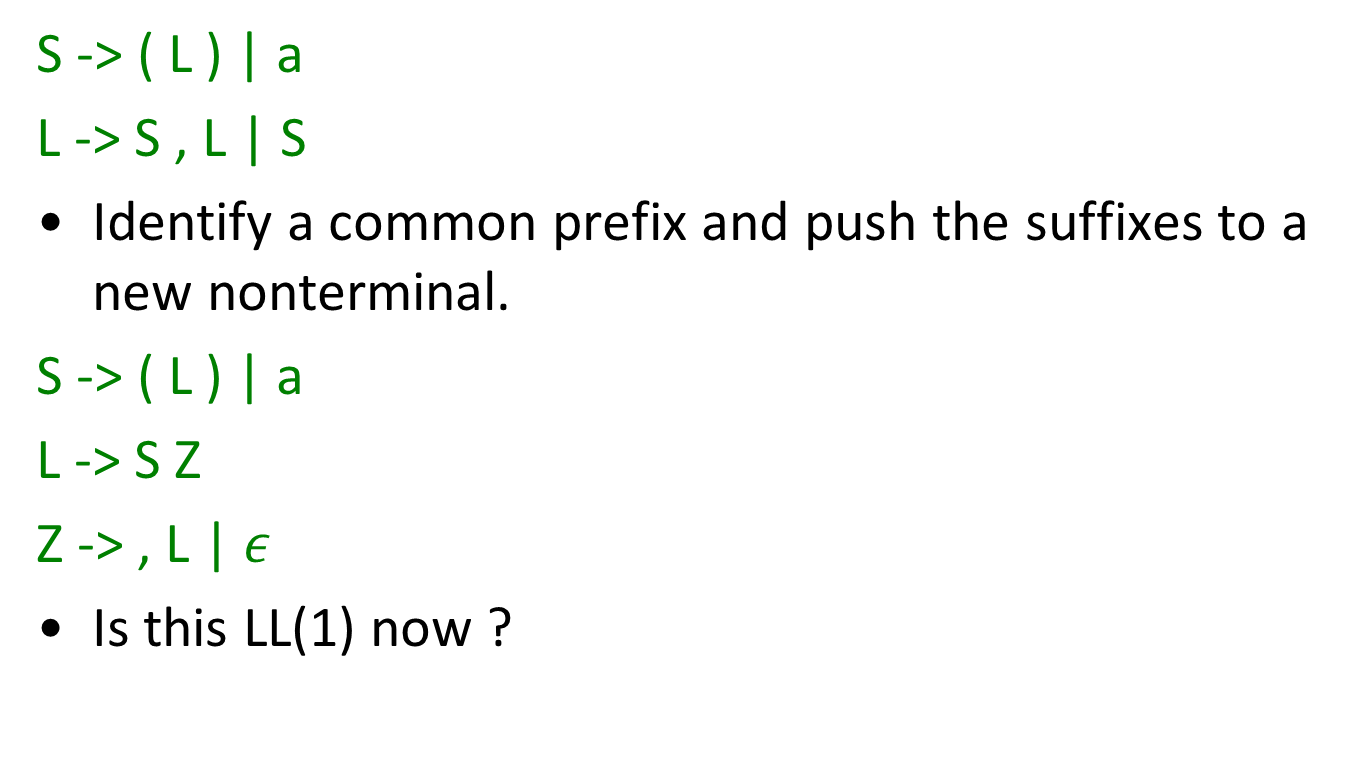 S -> ( L ) | a
L -> S , L | S
• Identify a common prefix and push the suffixes to a
new nonterminal.
S -> ( L ) | a
L -> S Z
Z -> , L | ϵ
• Is this LL(1) now ?